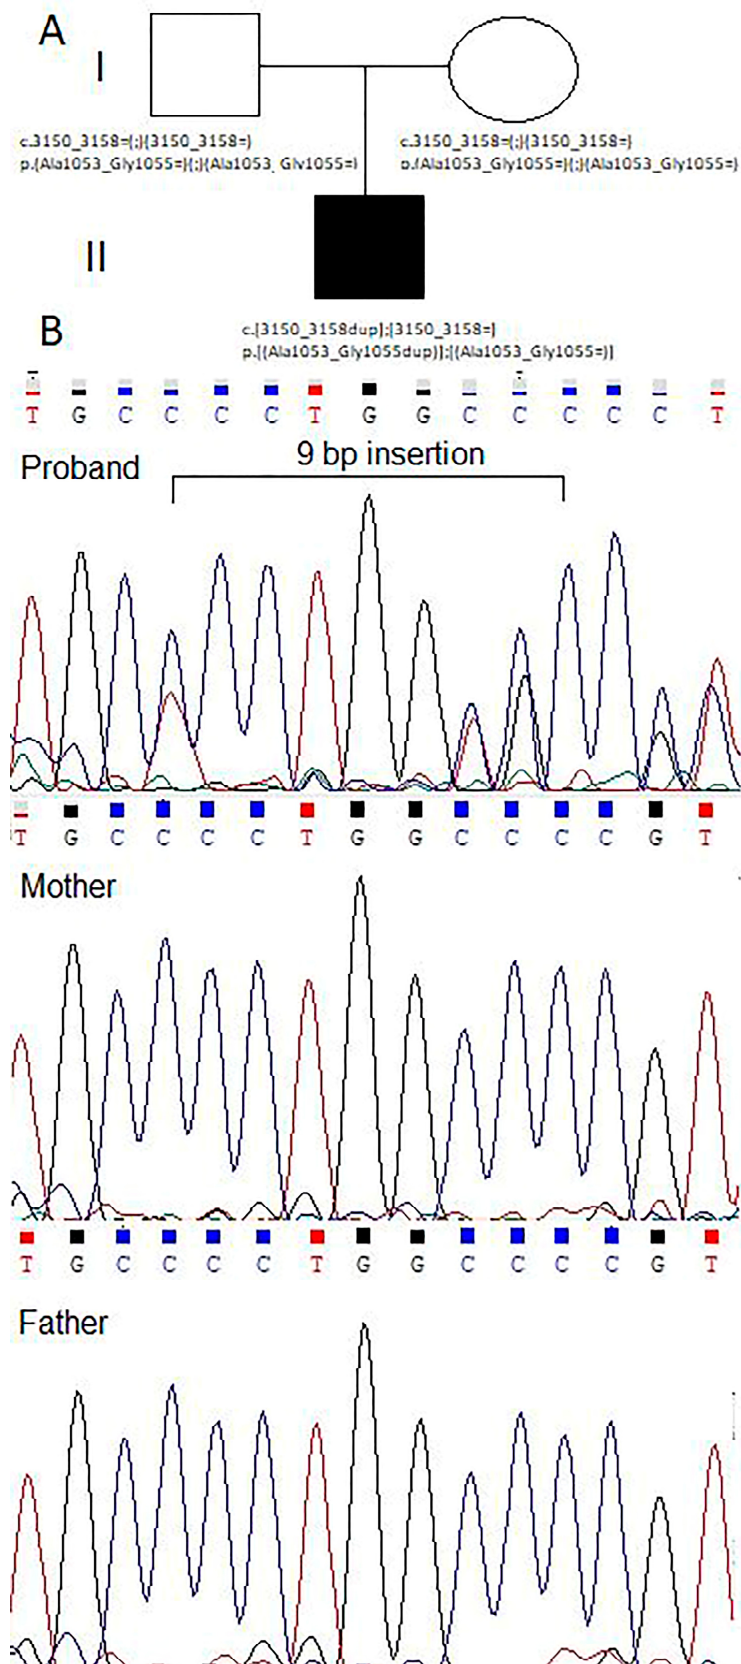 A
I
c.3150_3158=(;)(3150_3158=)
p.(Ala1053_Gly1055=)(;)(Ala1053_Gly1055=)
c.3150_3158=(;)(3150_3158=)
p.(Ala1053_Gly1055=)(;)(Ala1053_Gly1055=)
II
c.[3150_3158dup];[3150_3158=]
p.[(Ala1053_Gly1055dup)];[(Ala1053_Gly1055=)]
B
T G C C C C T G G C C C C C T
Proband
9 bp insertion
T G C C C C T G G C C C C G T
Mother
T G C C C C T G G C C C C G T
Father